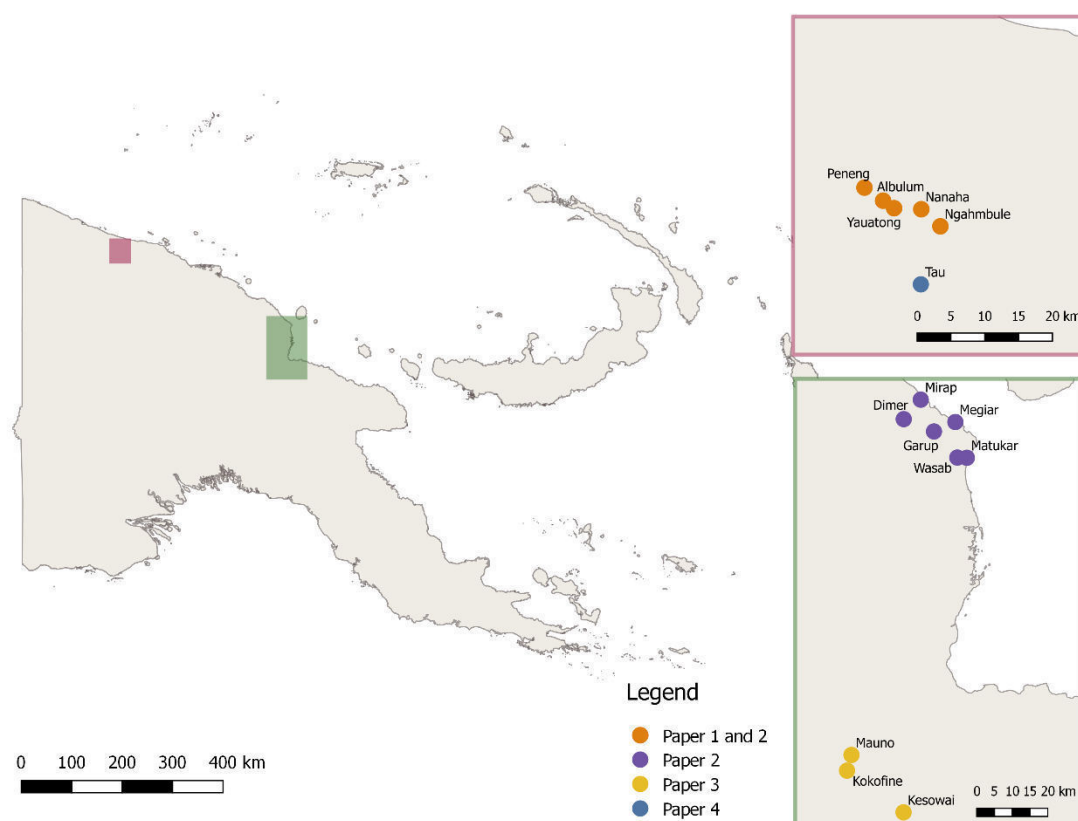 Peneng
Albulum
Nanaha
Yauatong
Ngahmbule
Tau
0 5 10 15 20 km
Mirap
Dimer
Megiar
Garup
Matukar
Wasab
Legend
Paper 1 and 2
Paper 2
Paper 3
Paper 4
0 100 200 300 400 km
Mauno
Kokofine
Kesowai
0 5 10 15 20 km